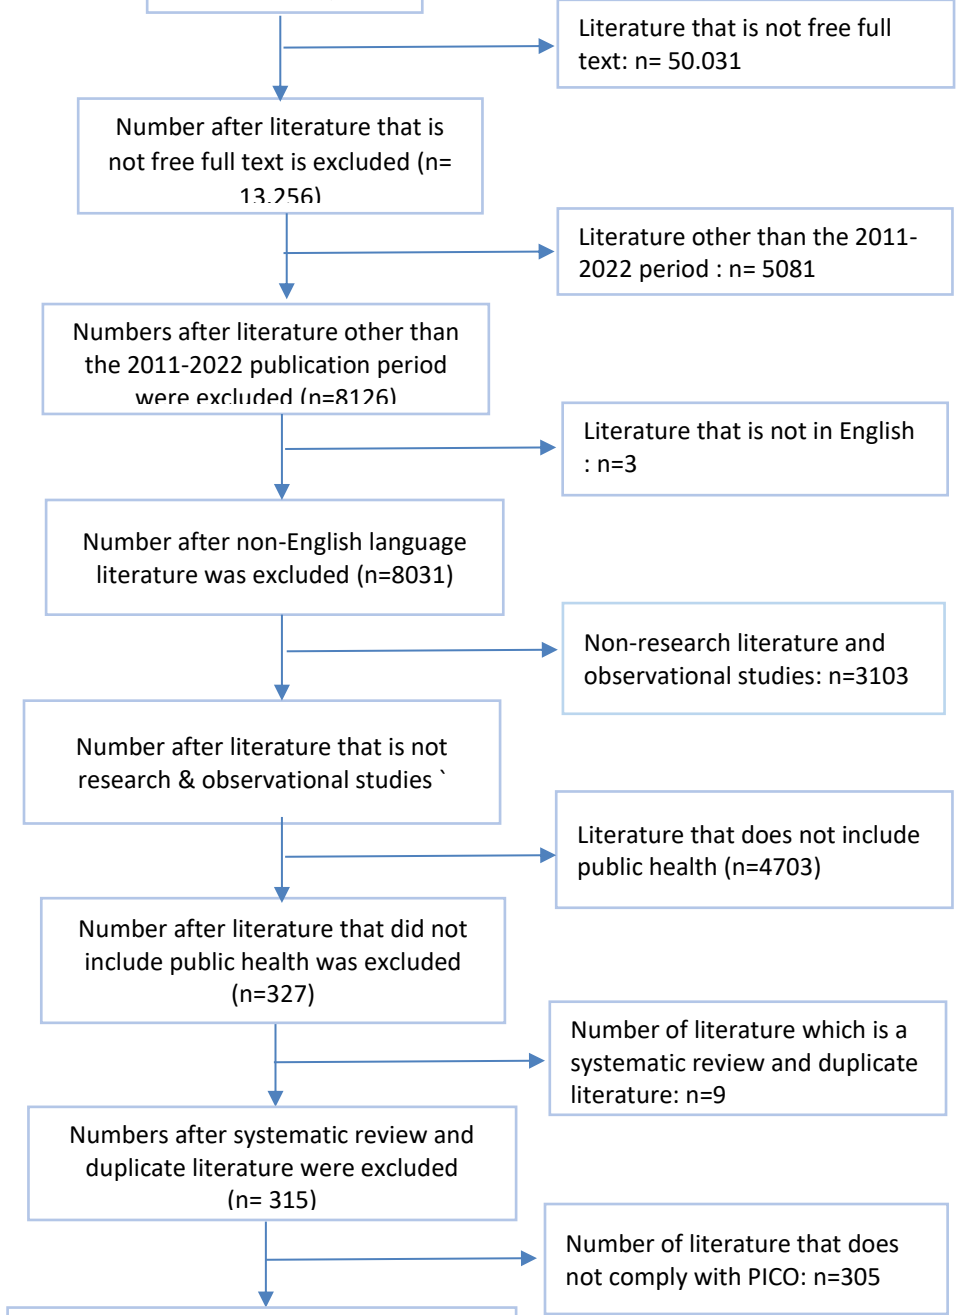 Literature that is not free full
text: n= 50.031
Number after literature that is
not free full text is excluded (n=
13.256)
Literature other than the 2011-
2022 period : n= 5081
Numbers after literature other than
the 2011-2022 publication period
were excluded (n=8126)
Literature that is not in English
: n=3
Number after non-English language
literature was excluded (n=8031)
Non-research literature and
observational studies: n=3103
Number after literature that is not
research & observational studies `
Literature that does not include
public health (n=4703)
Number after literature that did not
include public health was excluded
(n=327)
Number of literature which is a
systematic review and duplicate
literature: n=9
Numbers after systematic review and
duplicate literature were excluded
(n= 315)
Number of literature that does
not comply with PICO: n=305